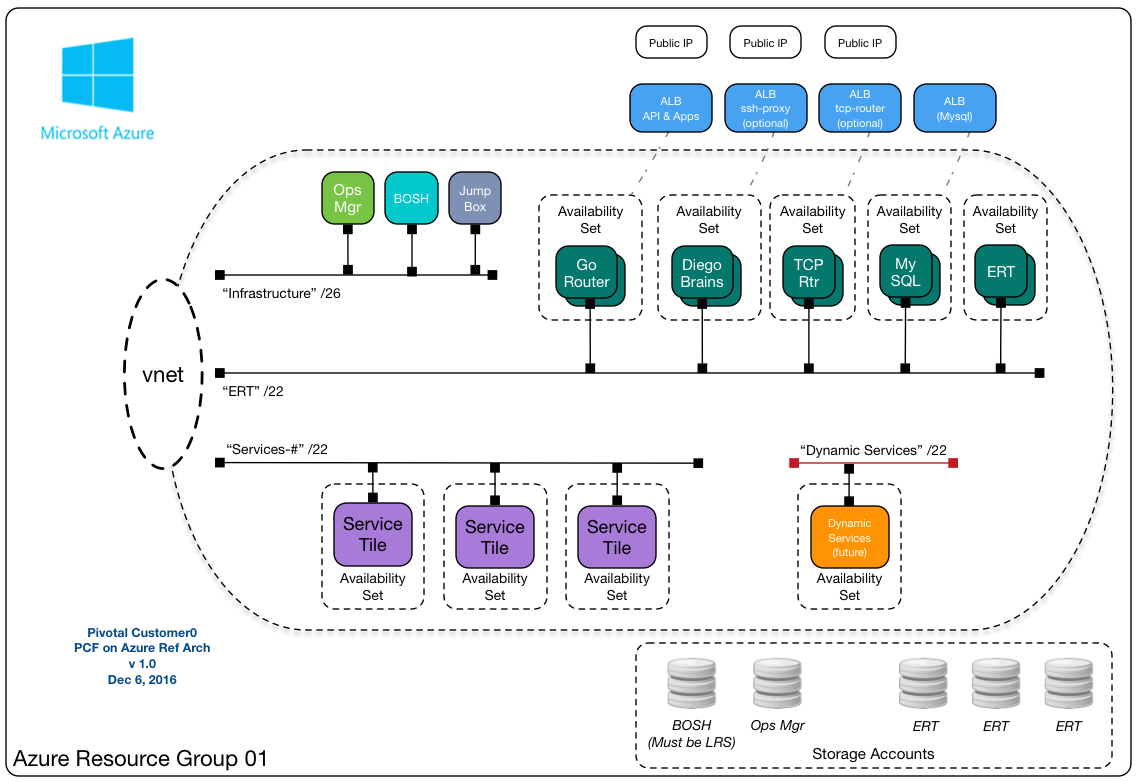 Microsoft Azure
Public IP
Public IP
Public IP
ALB
API & Apps
ALB
ssh-proxy
(optional)
ALB
tcp-router
(optional)
ALB
(Mysql)
Ops
Mgr
BOSH
Jump
Box
“Infrastructure” /26
Availability
Set
Go
Router
Availability
Set
Diego
Brains
Availability
Set
TCP
Rtr
Availability
Set
My
SQL
Availability
Set
ERT
vnet
“ERT” /22
“Services-#” /22
Service
Tile
Availability
Set
Service
Tile
Availability
Set
Service
Tile
Availability
Set
“Dynamic Services” /22
Dynamic
Services
(future)
Availability
Set
Pivotal Customer0
PCF on Azure Ref Arch
v 1.0
Dec 6, 2016
BOSH
(Must be LRS)
Ops Mgr
ERT
ERT
ERT
Storage Accounts
Azure Resource Group 01